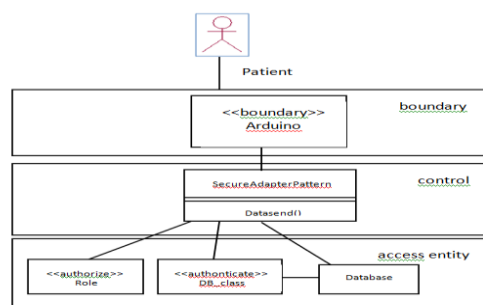 Patient
boundary
<<boundary>>
Arduino
control
SecureAdapterPattern
Datasend()
access entity
<<authorize>>
Role
<<authonticate>>
DB_class
Database